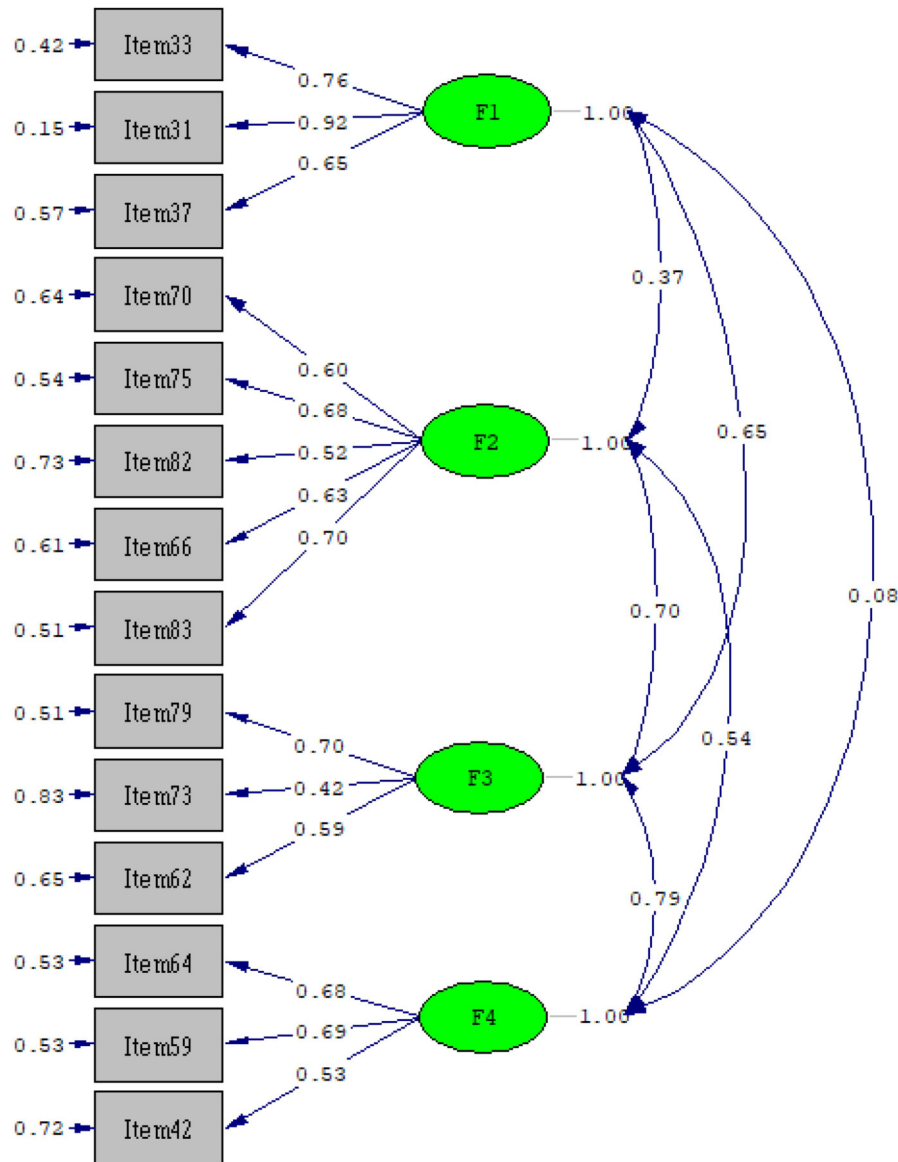 0.42 Item33
0.76
F1 1.00
0.15 Item31
0.92
0.65
0.57 Item37
0.37
0.64 Item70
0.60
0.54 Item75
0.68
0.65
F2 1.00
0.73 Item82
0.52
0.63
0.61 Item66
0.70
0.08
0.70
0.51 Item83
0.51 Item79
0.70
0.54
F3 1.00
0.83 Item73
0.42
0.59
0.65 Item62
0.79
0.53 Item64
0.68
F4 1.00
0.53 Item59
0.69
0.53
0.72 Item42